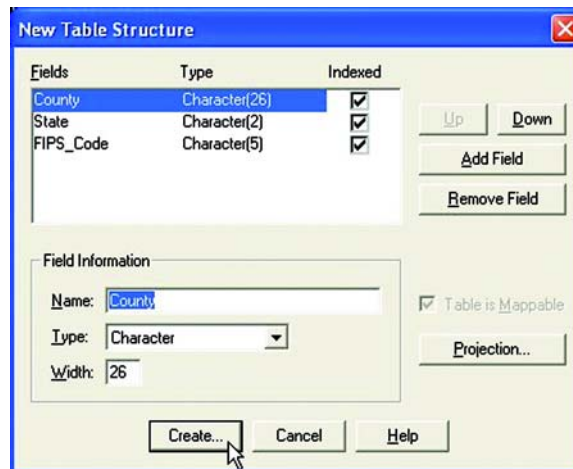 New Table Structure
Fields Type Indexed
County Character(26)
State Character(2)
FIPS_Code Character(5)
Up Down
Add Field
Remove Field
Field Information
Name: County
Type: Character
Width: 26
Table is Mappable
Projection...
Create... Cancel Help